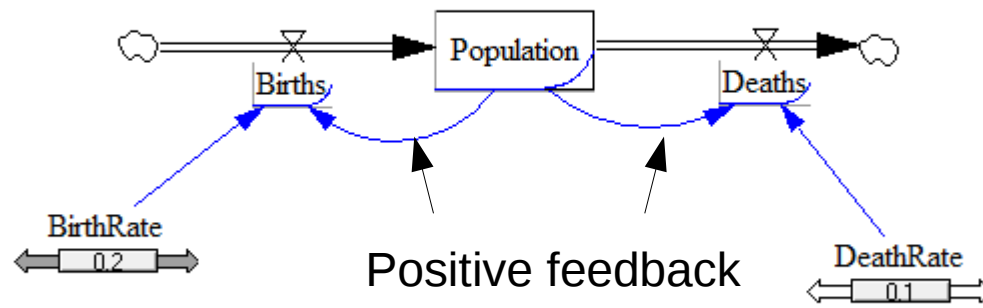 Population
Births
Deaths
BirthRate
0.2
Positive feedback
DeathRate
0.1